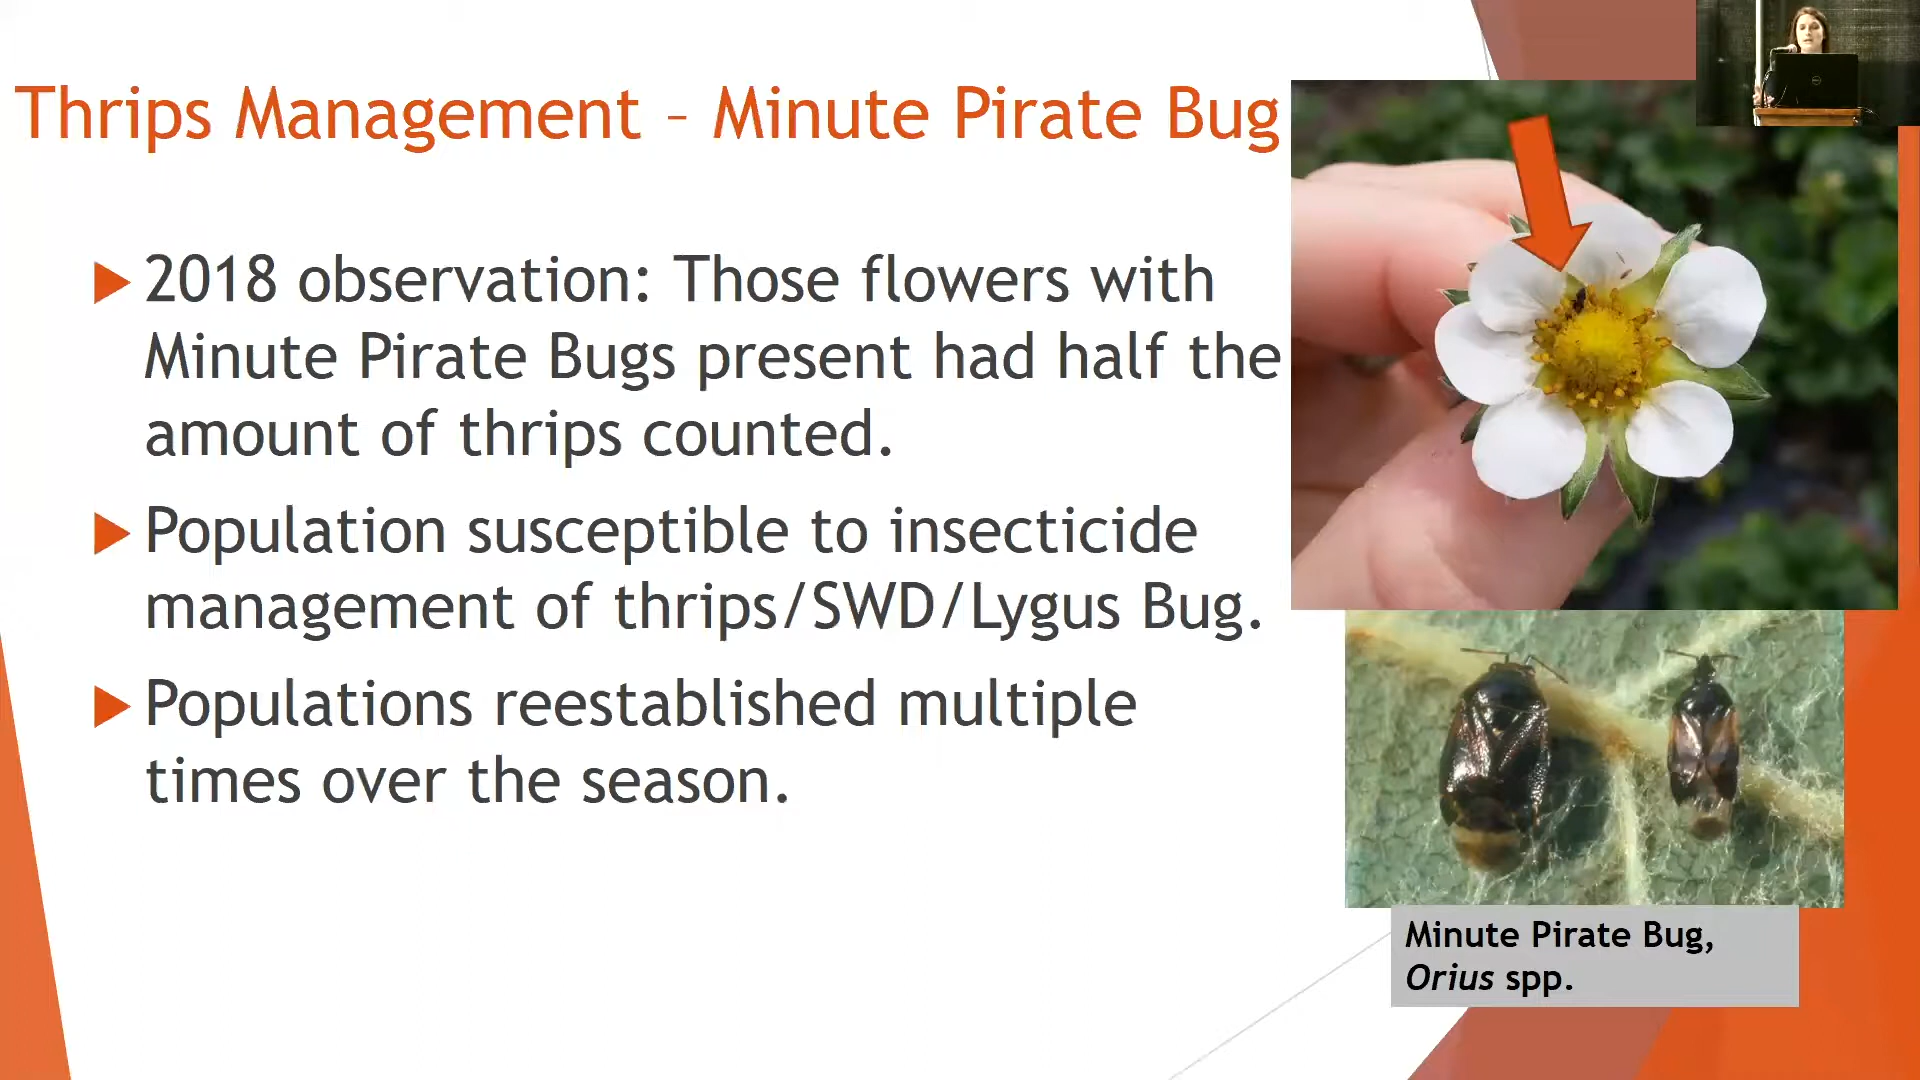 Thrips Management – Minute Pirate Bug
2018 observation: Those flowers with
Minute Pirate Bugs present had half the
amount of thrips counted.
Population susceptible to insecticide
management of thrips/SWD/Lygus Bug.
Populations reestablished multiple
times over the season.
Minute Pirate Bug,
Orius spp.